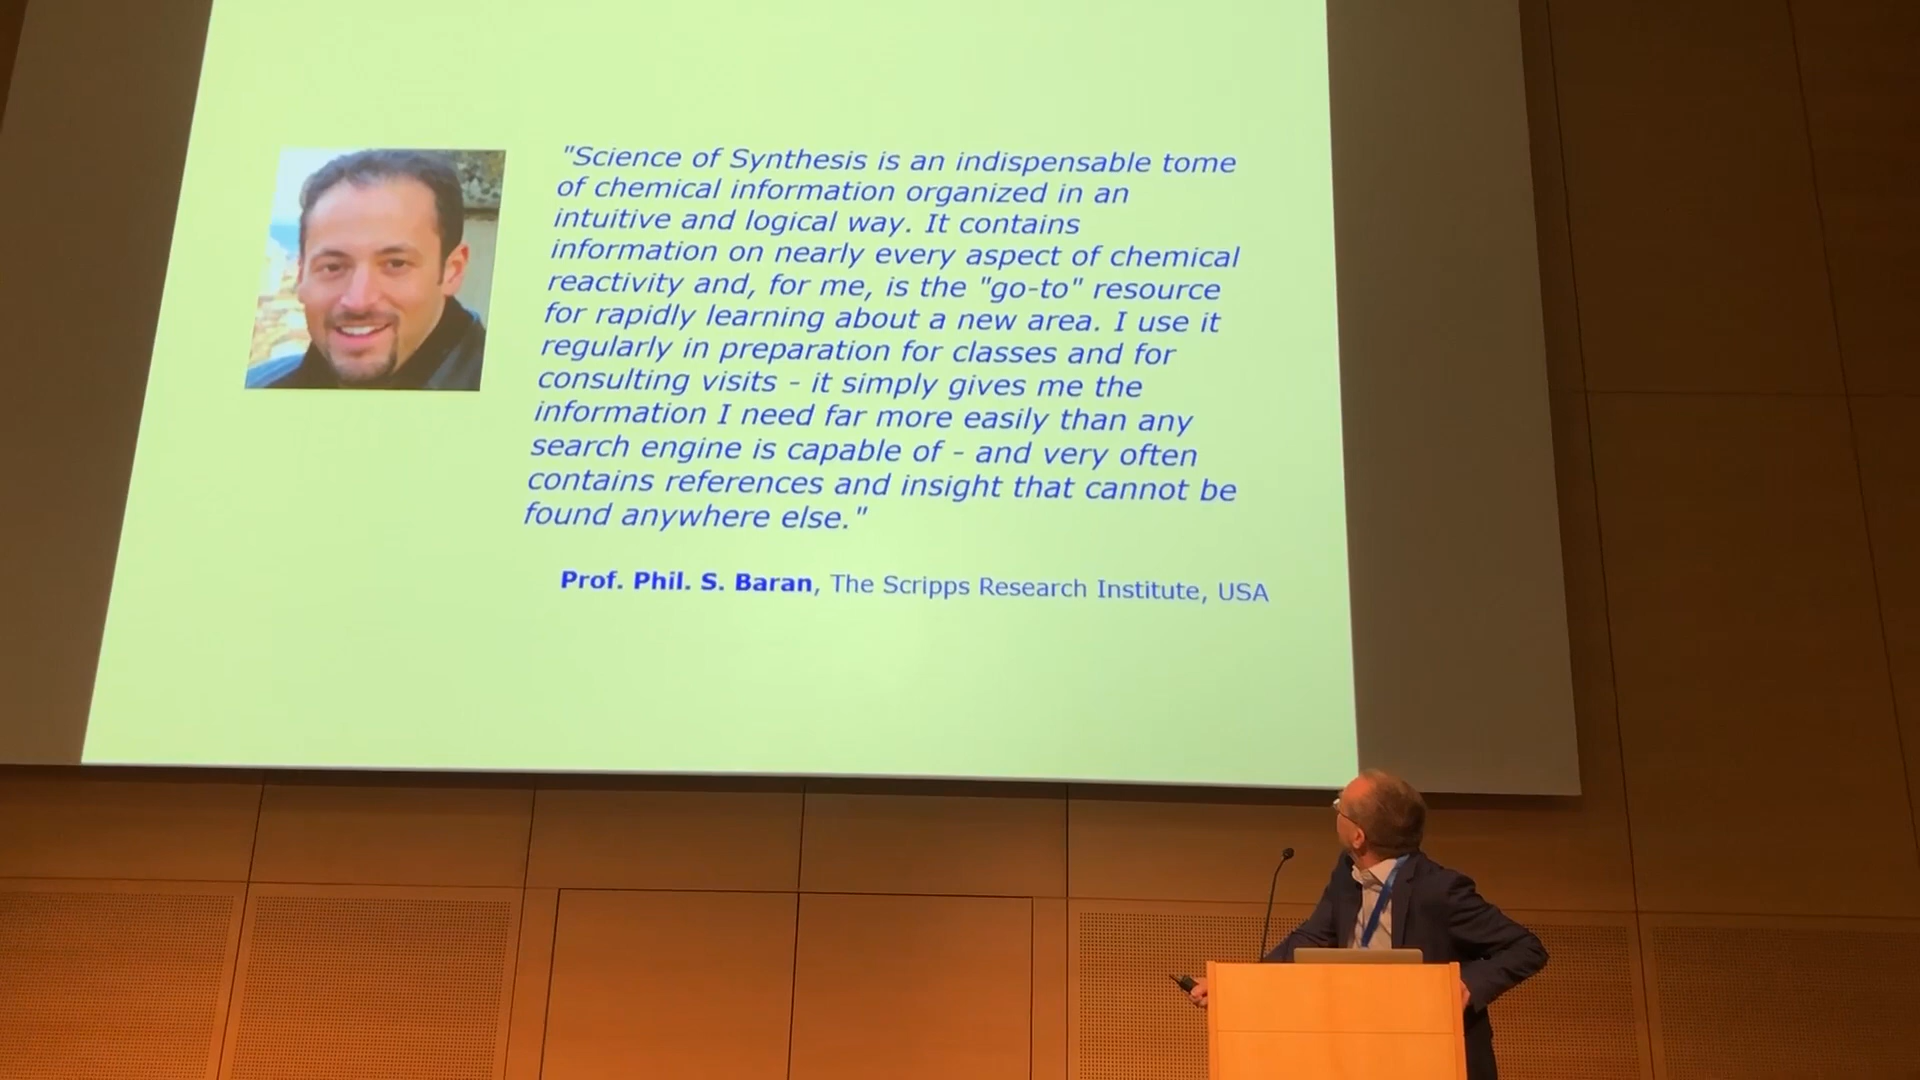 "Science of Synthesis is an indispensable tome
of chemical information organized in an
intuitive and logical way. It contains
information on nearly every aspect of chemical
reactivity and, for me, is the "go-to" resource
for rapidly learning about a new area. I use it
regularly in preparation for classes and for
consulting visits - it simply gives me the
information I need far more easily than any
search engine is capable of - and very often
contains references and insight that cannot be
found anywhere else."
Prof. Phil. S. Baran, The Scripps Research Institute, USA